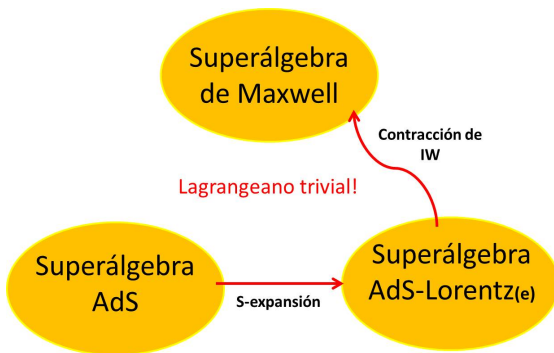 Superálgebra
de Maxwell
Contracción de
IW
Lagrangeano trivial!
Superálgebra
AdS
S-expansión
Superálgebra
AdS-Lorentz(e)